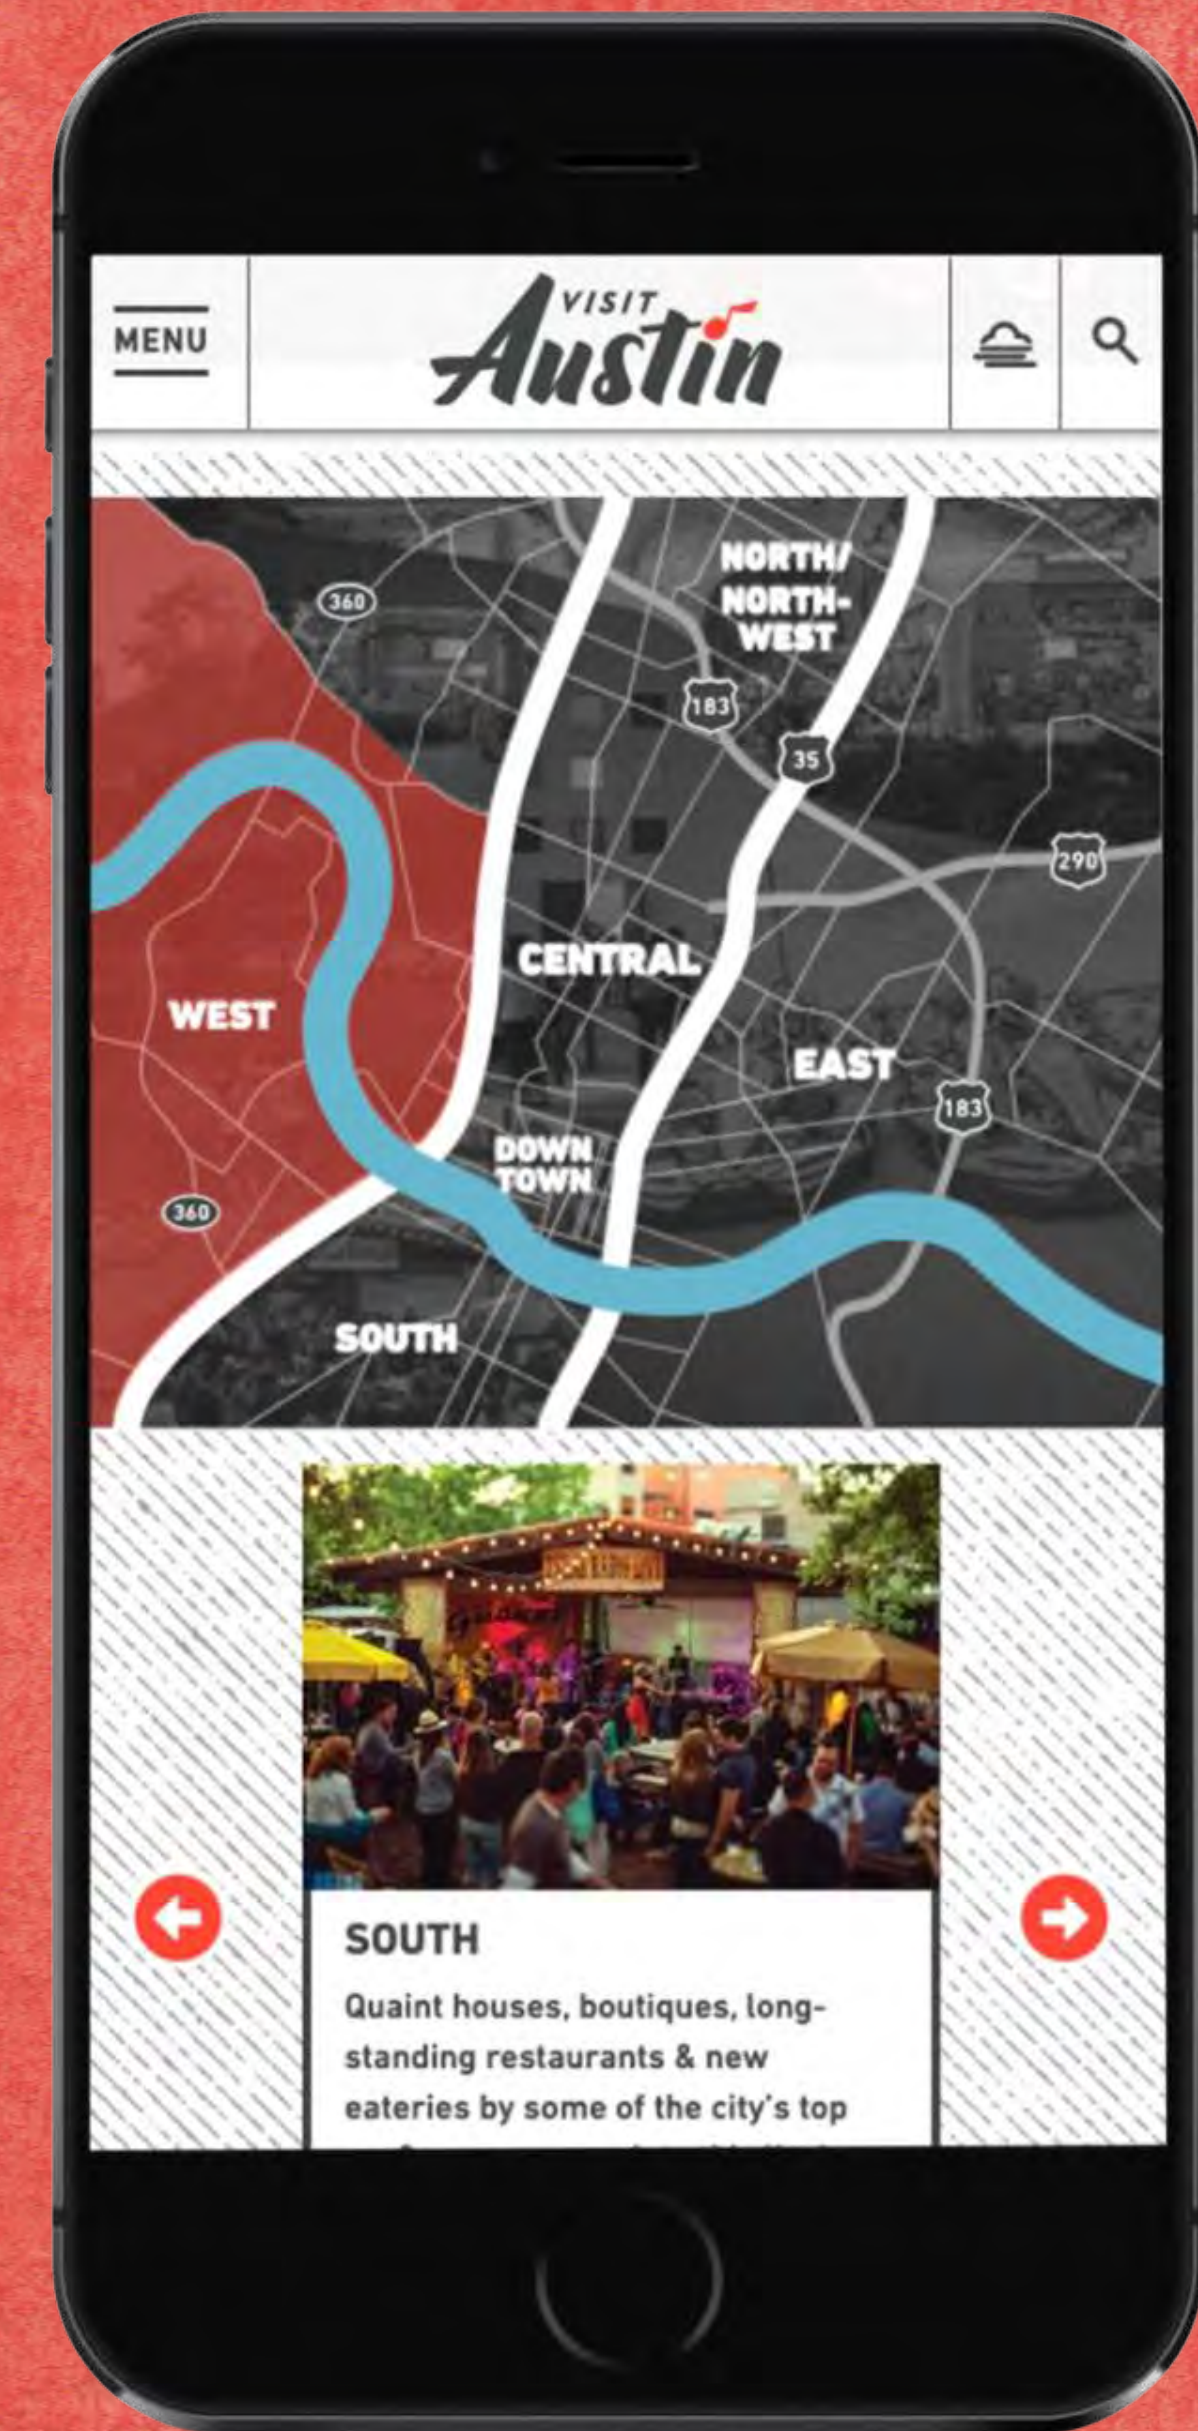 MENU
VISIT
Austin
360
NORTH/
NORTH-
WEST
183
35
290
CENTRAL
WEST
EAST
183
DOWN
TOWN
360
SOUTH
SOUTH
Quaint houses, boutiques, long-
standing restaurants & new
eateries by some of the city's top